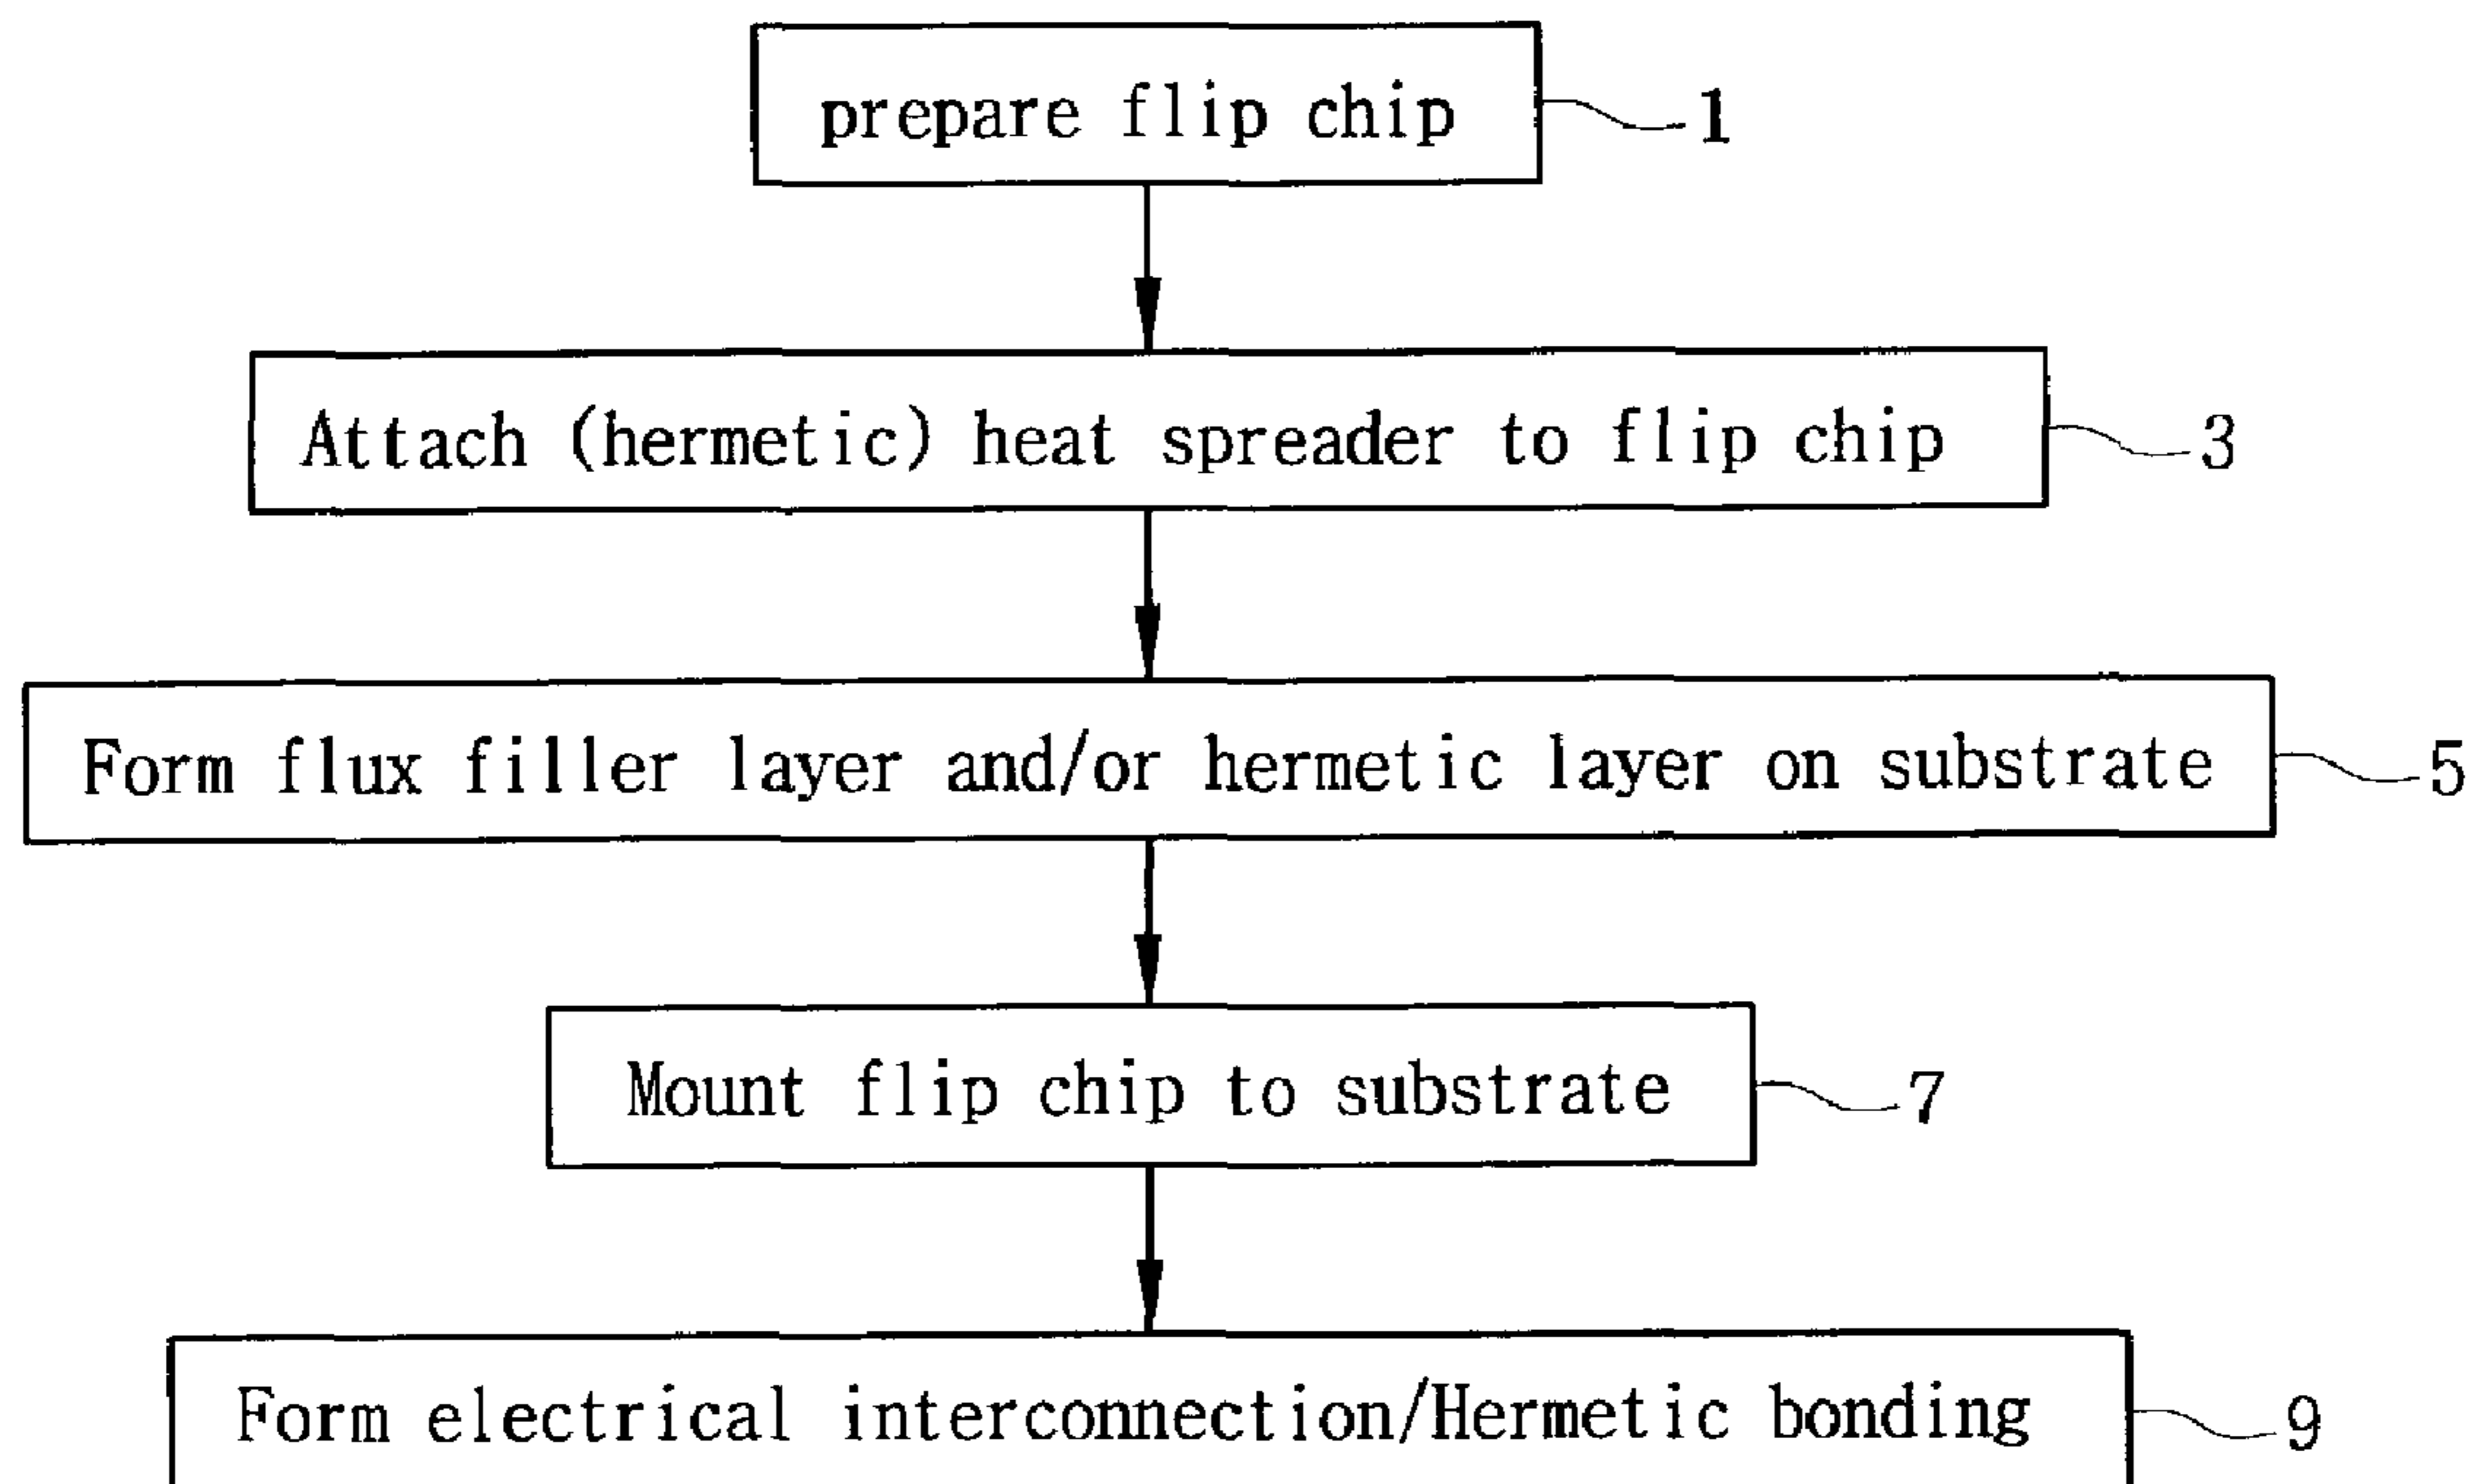 prepare flip chip
1
Attach (hermetic) heat spreader to flip chip
3
Form flux filler layer and/or hermetic layer on substrate
5
Mount flip chip to substrate
7
Form electrical interconnection/Hermetic bonding
9